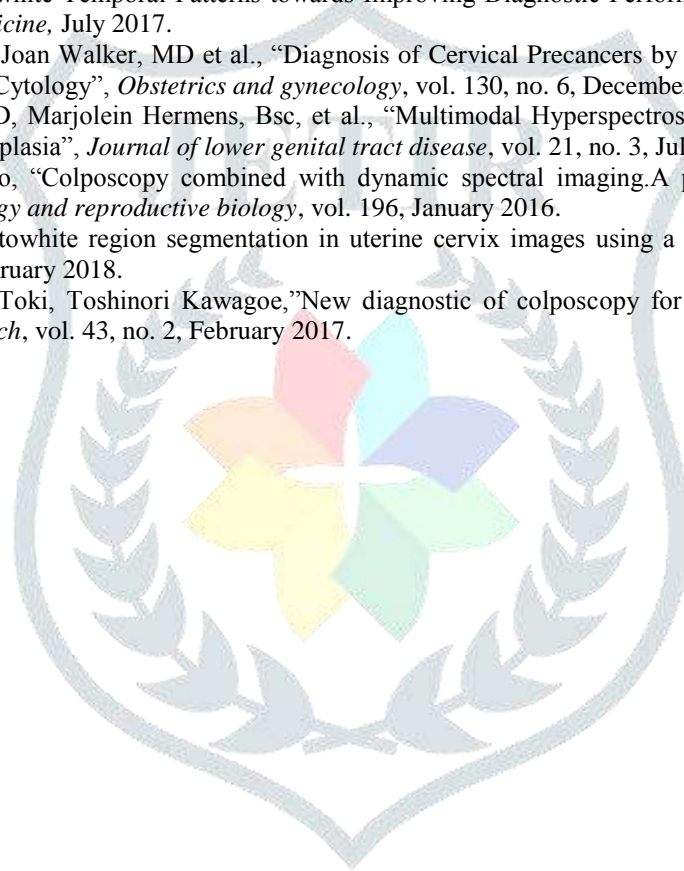 white Temporal Patterns towards Improving Diagnostic Perform
icine, July 2017.
Joan Walker, MD et al., “Diagnosis of Cervical Precancers by
Cytology”, Obstetrics and gynecology, vol. 130, no. 6, December
D, Marjolein Hermens, Bsc, et al., “Multimodal Hyperspectros
plasia”, Journal of lower genital tract disease, vol. 21, no. 3, Jul
o, “Colposcopy combined with dynamic spectral imaging.A p
gy and reproductive biology, vol. 196, January 2016.
towhite region segmentation in uterine cervix images using a
ruary 2018.
Toki, Toshinori Kawagoe,”New diagnostic of colposcopy for
ch, vol. 43, no. 2, February 2017.
JETIR